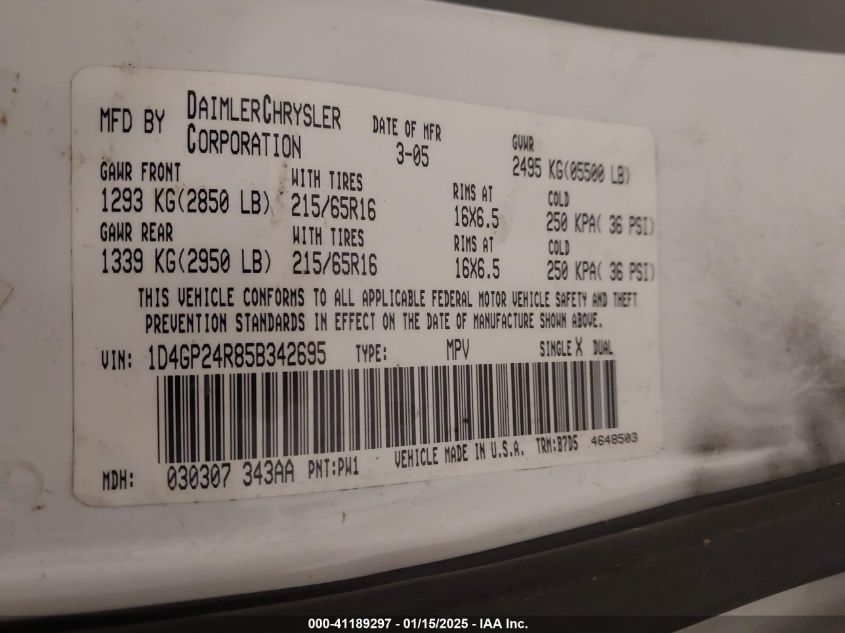 MFD BY DAIMLERCHRYSLER CORPORATION DATE OF MFR 3-05 GVWR 2495 KG(05500 LB)
GAWR FRONT WITH TIRES RIMS AT COLD
1293 KG(2850 LB) 215/65R16 16X6.5 250 KPA( 36 PSI)
GAWR REAR WITH TIRES RIMS AT COLD
1339 KG(2950 LB) 215/65R16 16X6.5 250 KPA( 36 PSI)
THIS VEHICLE CONFORMS TO ALL APPLICABLE FEDERAL MOTOR VEHICLE SAFETY AND THEFT
PREVENTION STANDARDS IN EFFECT ON THE DATE OF MANUFACTURE SHOWN ABOVE.
VIN: 1D4GP24R85B342695 TYPE: MPV SINGLE X DUAL
MDH: 030307 343AA PNT:PW1 VEHICLE MADE IN U.S.A. TRM:B7D5 4648503
000-41189297 - 01/15/2025 - IAA Inc.